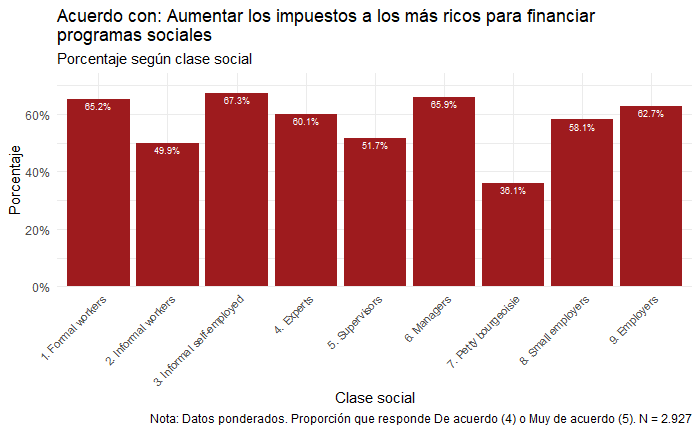 Acuerdo con: Aumentar los impuestos a los más ricos para financiar
programas sociales
Porcentaje según clase social
Porcentaje
60%
40%
20%
0%
65.2%
49.9%
67.3%
60.1%
51.7%
65.9%
36.1%
58.1%
62.7%
1. Formal workers
2. Informal workers
3. Informal self-employed
4. Experts
5. Supervisors
6. Managers
7. Petty bourgeoisie
8. Small employers
9. Employers
Clase social
Nota: Datos ponderados. Proporción que responde De acuerdo (4) o Muy de acuerdo (5). N = 2.927